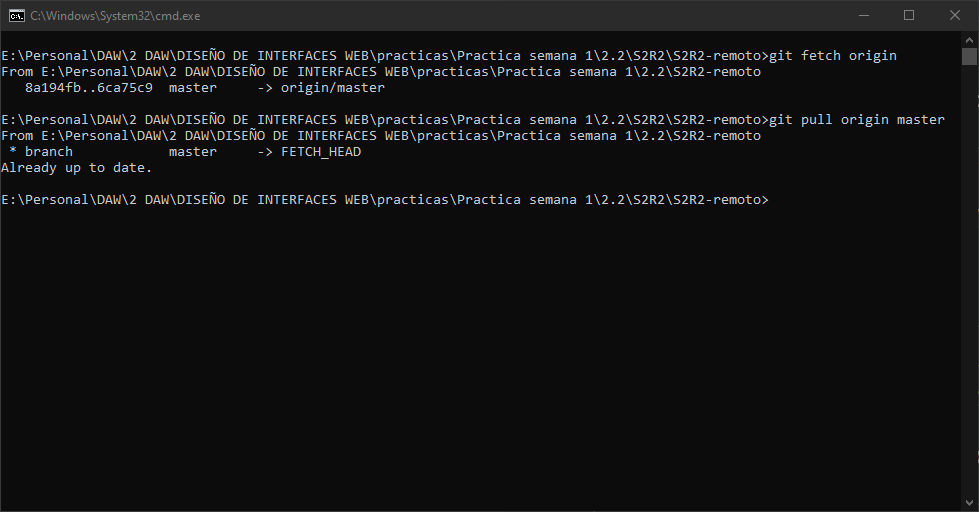 C:\Windows\System32\cmd.exe
E:\Personal\DAW\2 DAW\DISEÑO DE INTERFACES WEB\practicas\Practica semana 1\2.2\S2R2\S2R2-remoto>git fetch origin
From E:\Personal\DAW\2 DAW\DISEÑO DE INTERFACES WEB\practicas\Practica semana 1\2.2\S2R2\S2R2-remoto
   8a194fb..6ca75c9  master     -> origin/master
E:\Personal\DAW\2 DAW\DISEÑO DE INTERFACES WEB\practicas\Practica semana 1\2.2\S2R2\S2R2-remoto>git pull origin master
From E:\Personal\DAW\2 DAW\DISEÑO DE INTERFACES WEB\practicas\Practica semana 1\2.2\S2R2\S2R2-remoto
 * branch            master     -> FETCH_HEAD
Already up to date.
E:\Personal\DAW\2 DAW\DISEÑO DE INTERFACES WEB\practicas\Practica semana 1\2.2\S2R2\S2R2-remoto>